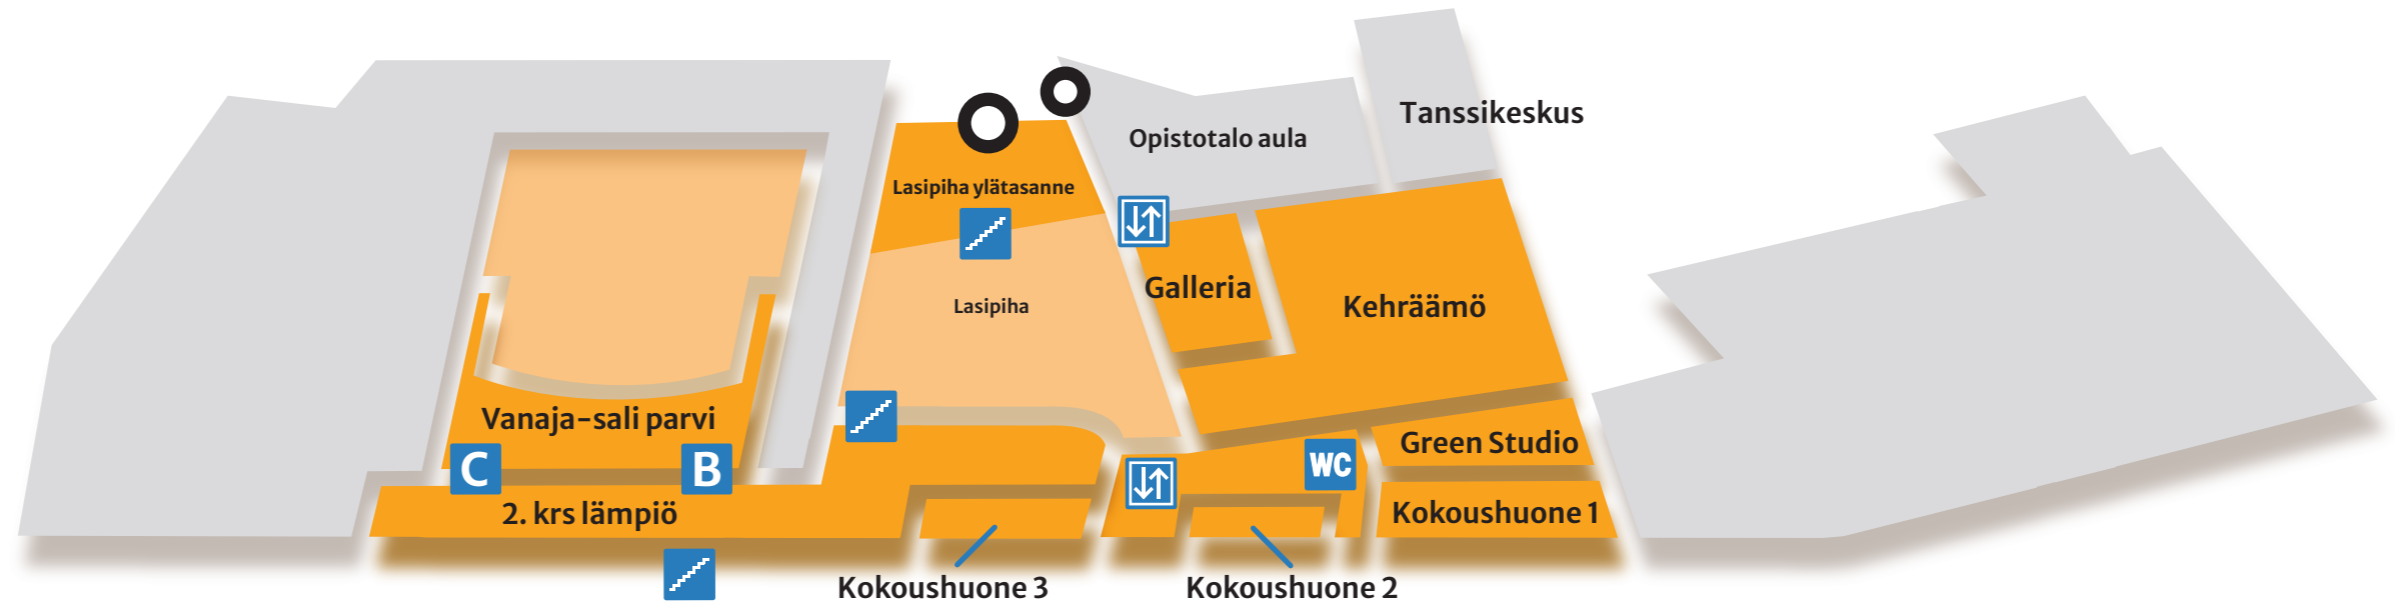 Tanssikeskus
Opistotalo aula
Lasipiha ylätasanne
Galleria
Lasipiha
Kehräämö
Vanaja-sali parvi
Green Studio
C
B
WC
2. krs lämpiö
Kokoushuone 1
Kokoushuone 3
Kokoushuone 2